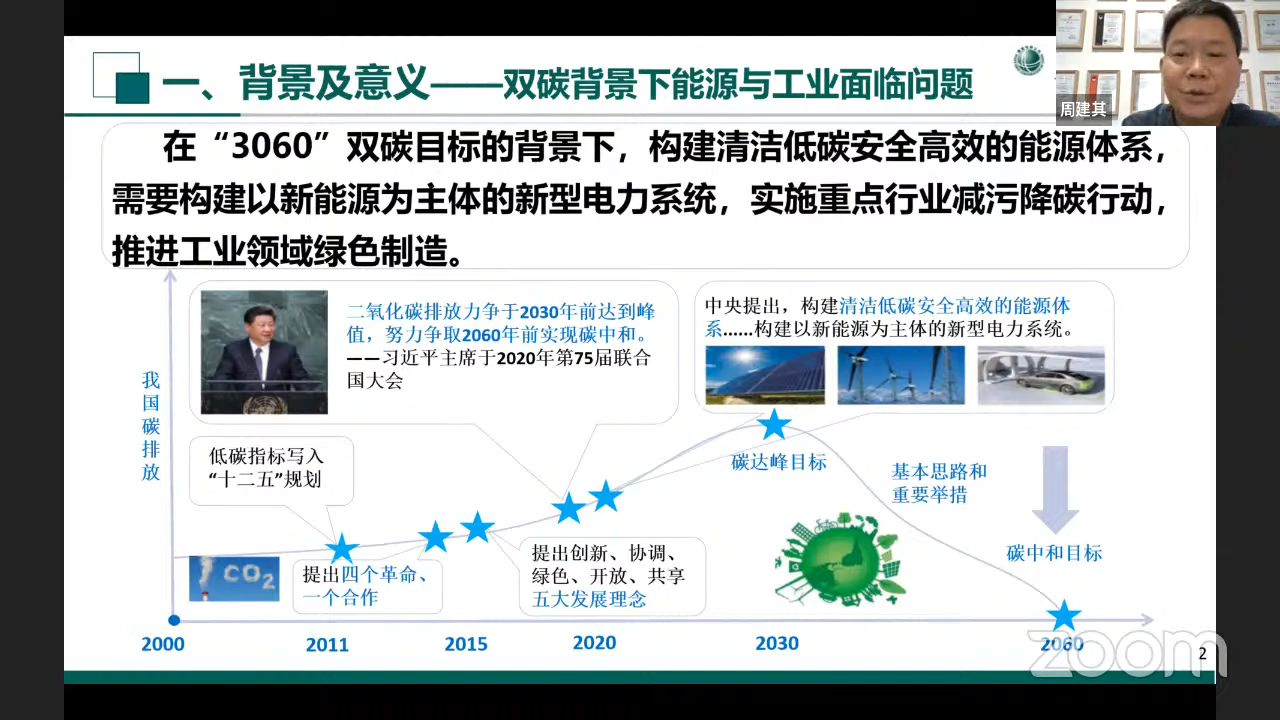 一、背景及意义——双碳背景下能源与工业面临问题
周建其
在“3060”双碳目标的背景下，构建清洁低碳安全高效的能源体系，
需要构建以新能源为主体的新型电力系统，实施重点行业减污降碳行动，
推进工业领域绿色制造。
二氧化碳排放力争于2030年前达到峰
值，努力争取2060年前实现碳中和。
——习近平主席于2020年第75届联合
国大会
中央提出，构建清洁低碳安全高效的能源体
系......构建以新能源为主体的新型电力系统。
我
国
碳
排
放
低碳指标写入
“十二五”规划
碳达峰目标
基本思路和
重要举措
碳中和目标
CO2
提出四个革命、
一个合作
提出创新、协调、
绿色、开放、共享
五大发展理念
2000
2011
2015
2020
2030
2060
zoom
2